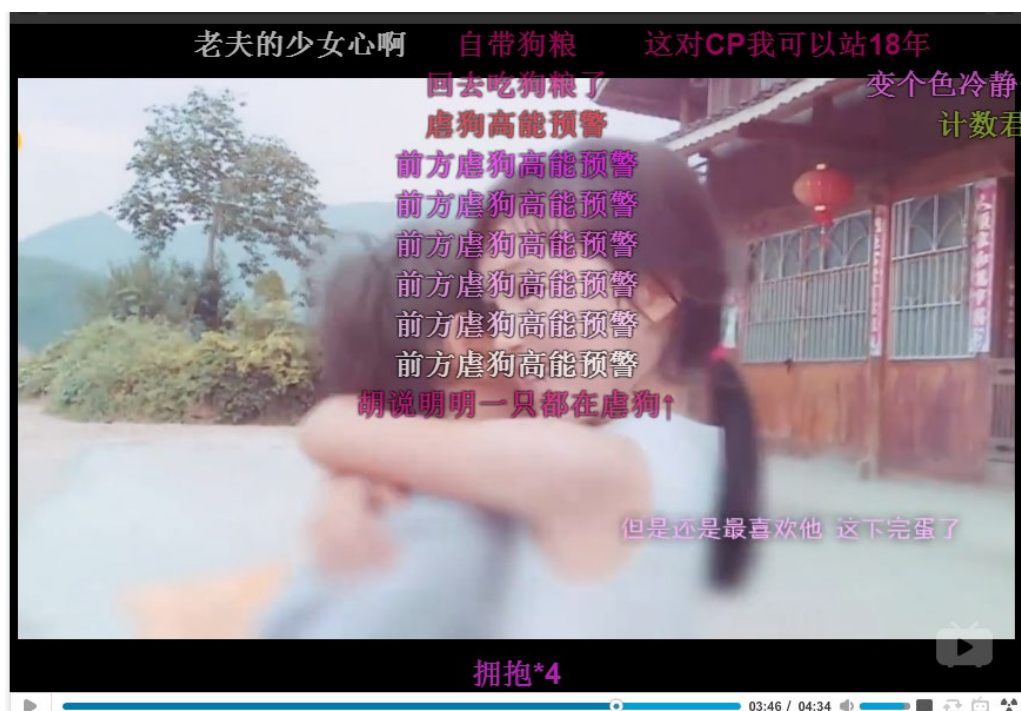 老夫的少女心啊 自带狗粮 这对CP我可以站18年
回去吃狗粮了 变个色冷静
虐狗高能预警 计数君
前方虐狗高能预警
前方虐狗高能预警
前方虐狗高能预警
前方虐狗高能预警
前方虐狗高能预警
前方虐狗高能预警
胡说明明一只都在虐狗↑
但是还是最喜欢他 这下完蛋了
拥抱*4
03:46 / 04:34